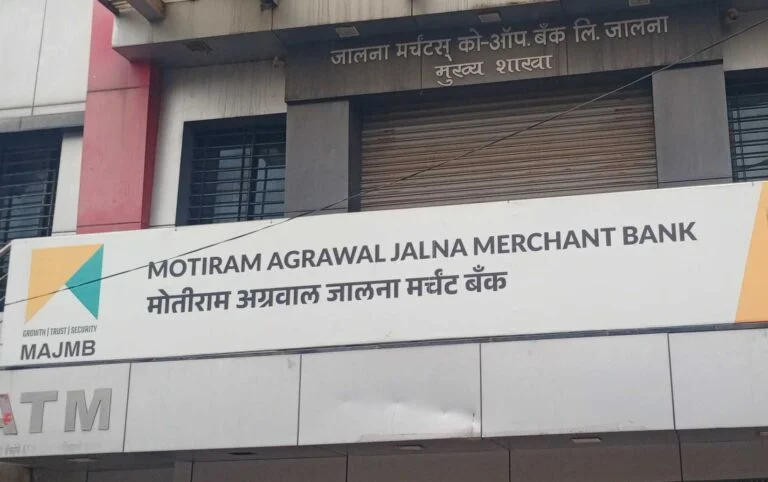 जालना मर्चंटस् को-ऑप. बँक लि. जालना
मुख्य शाखा
MOTIRAM AGRAWAL JALNA MERCHANT BANK
मोतीराम अग्रवाल जालना मर्चंट बँक
GROWTH | TRUST | SECURITY
MAJMB
ATM